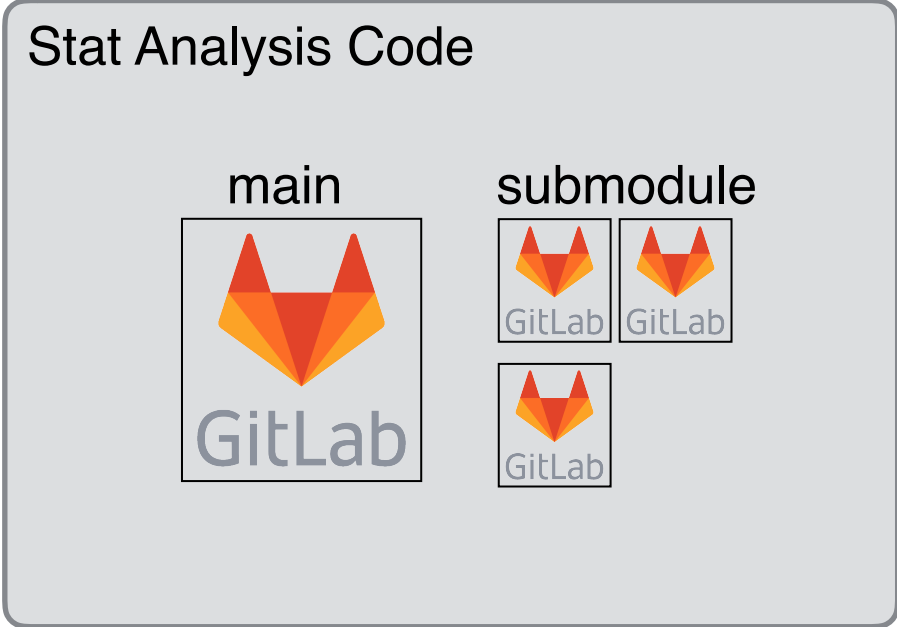 Stat Analysis Code
main
submodule
GitLab
GitLab
GitLab
GitLab